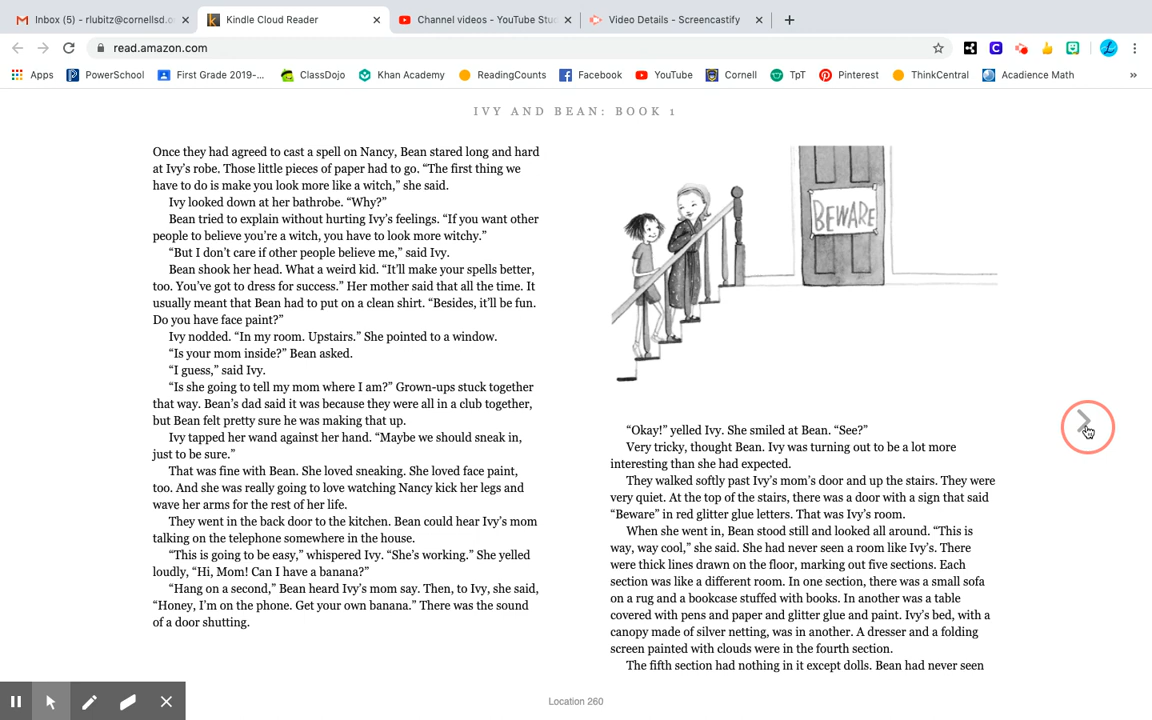 Inbox (5) - rlubitz@cornellsd.o
Kindle Cloud Reader
Channel videos - YouTube Stud
Video Details - Screencastify
read.amazon.com
Apps
PowerSchool
First Grade 2019-...
ClassDojo
Khan Academy
ReadingCounts
Facebook
YouTube
Cornell
TpT
Pinterest
ThinkCentral
Acadience Math
»
IVY AND BEAN: BOOK 1
Once they had agreed to cast a spell on Nancy, Bean stared long and hard
at Ivy’s robe. Those little pieces of paper had to go. “The first thing we
have to do is make you look more like a witch,” she said.
Ivy looked down at her bathrobe. “Why?”
Bean tried to explain without hurting Ivy’s feelings. “If you want other
people to believe you’re a witch, you have to look more witchy.”
“But I don’t care if other people believe me,” said Ivy.
Bean shook her head. What a weird kid. “It’ll make your spells better,
too. You’ve got to dress for success.” Her mother said that all the time. It
usually meant that Bean had to put on a clean shirt. “Besides, it’ll be fun.
Do you have face paint?”
Ivy nodded. “In my room. Upstairs.” She pointed to a window.
“Is your mom inside?” Bean asked.
“I guess,” said Ivy.
“Is she going to tell my mom where I am?” Grown-ups stuck together
that way. Bean’s dad said it was because they were all in a club together,
but Bean felt pretty sure he was making that up.
Ivy tapped her wand against her hand. “Maybe we should sneak in,
just to be sure.”
That was fine with Bean. She loved sneaking. She loved face paint,
too. And she was really going to love watching Nancy kick her legs and
wave her arms for the rest of her life.
They went in the back door to the kitchen. Bean could hear Ivy’s mom
talking on the telephone somewhere in the house.
“This is going to be easy,” whispered Ivy. “She’s working.” She yelled
loudly, “Hi, Mom! Can I have a banana?”
“Hang on a second,” Bean heard Ivy’s mom say. Then, to Ivy, she said,
“Honey, I’m on the phone. Get your own banana.” There was the sound
of a door shutting.
BEWARE
“Okay!” yelled Ivy. She smiled at Bean. “See?”
Very tricky, thought Bean. Ivy was turning out to be a lot more
interesting than she had expected.
They walked softly past Ivy’s mom’s door and up the stairs. They were
very quiet. At the top of the stairs, there was a door with a sign that said
“Beware” in red glitter glue letters. That was Ivy’s room.
When she went in, Bean stood still and looked all around. “This is
way, way cool,” she said. She had never seen a room like Ivy’s. There
were thick lines drawn on the floor, marking out five sections. Each
section was like a different room. In one section, there was a small sofa
on a rug and a bookcase stuffed with books. In another was a table
covered with pens and paper and glitter glue and paint. Ivy’s bed, with a
canopy made of silver netting, was in another. A dresser and a folding
screen painted with clouds were in the fourth section.
The fifth section had nothing in it except dolls. Bean had never seen
Location 260